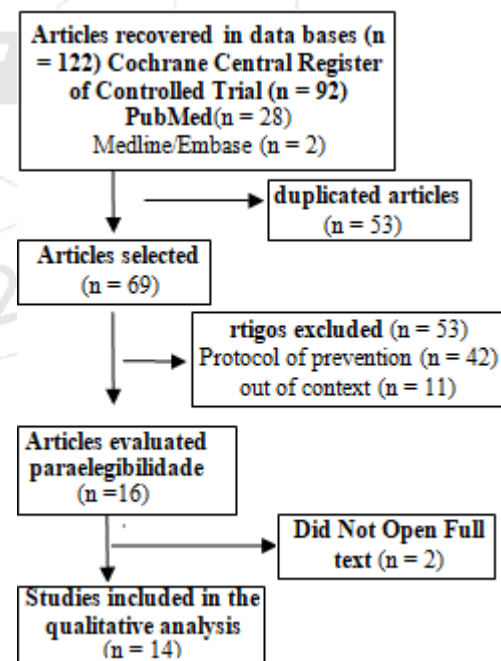 Articles recovered in data bases (n
= 122) Cochrane Central Register
of Controlled Trial (n = 92)
PubMed(n = 28)
Medline/Embase (n = 2)
duplicated articles
(n = 53)
Articles selected
(n = 69)
rtigos excluded (n = 53)
Protocol of prevention (n = 42)
out of context (n = 11)
Articles evaluated
paraelegibilidade
(n =16)
Did Not Open Full
text (n = 2)
Studies included in the
qualitative analysis
(n = 14)